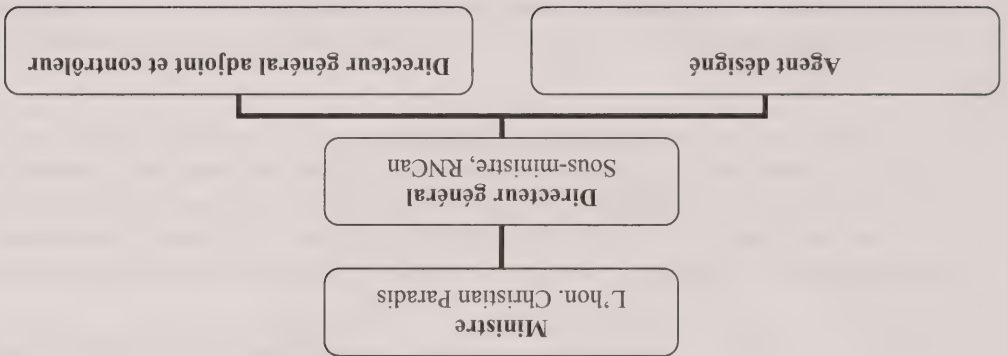 Ministre
L'hon. Christian Paradis
Directeur général
Sous-ministre, RNCan
Agent désigné
Directeur général adjoint et contrôleur